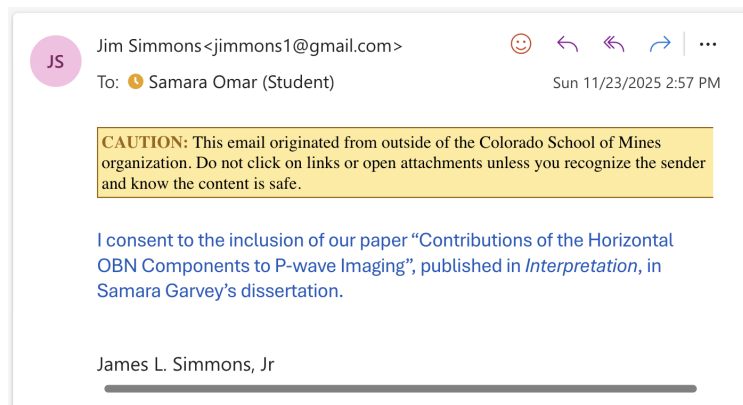 JS
Jim Simmons<jimmons1@gmail.com>
To: Samara Omar (Student)
Sun 11/23/2025 2:57 PM
CAUTION: This email originated from outside of the Colorado School of Mines
organization. Do not click on links or open attachments unless you recognize the sender
and know the content is safe.
I consent to the inclusion of our paper “Contributions of the Horizontal
OBN Components to P-wave Imaging”, published in Interpretation, in
Samara Garvey’s dissertation.
James L. Simmons, Jr